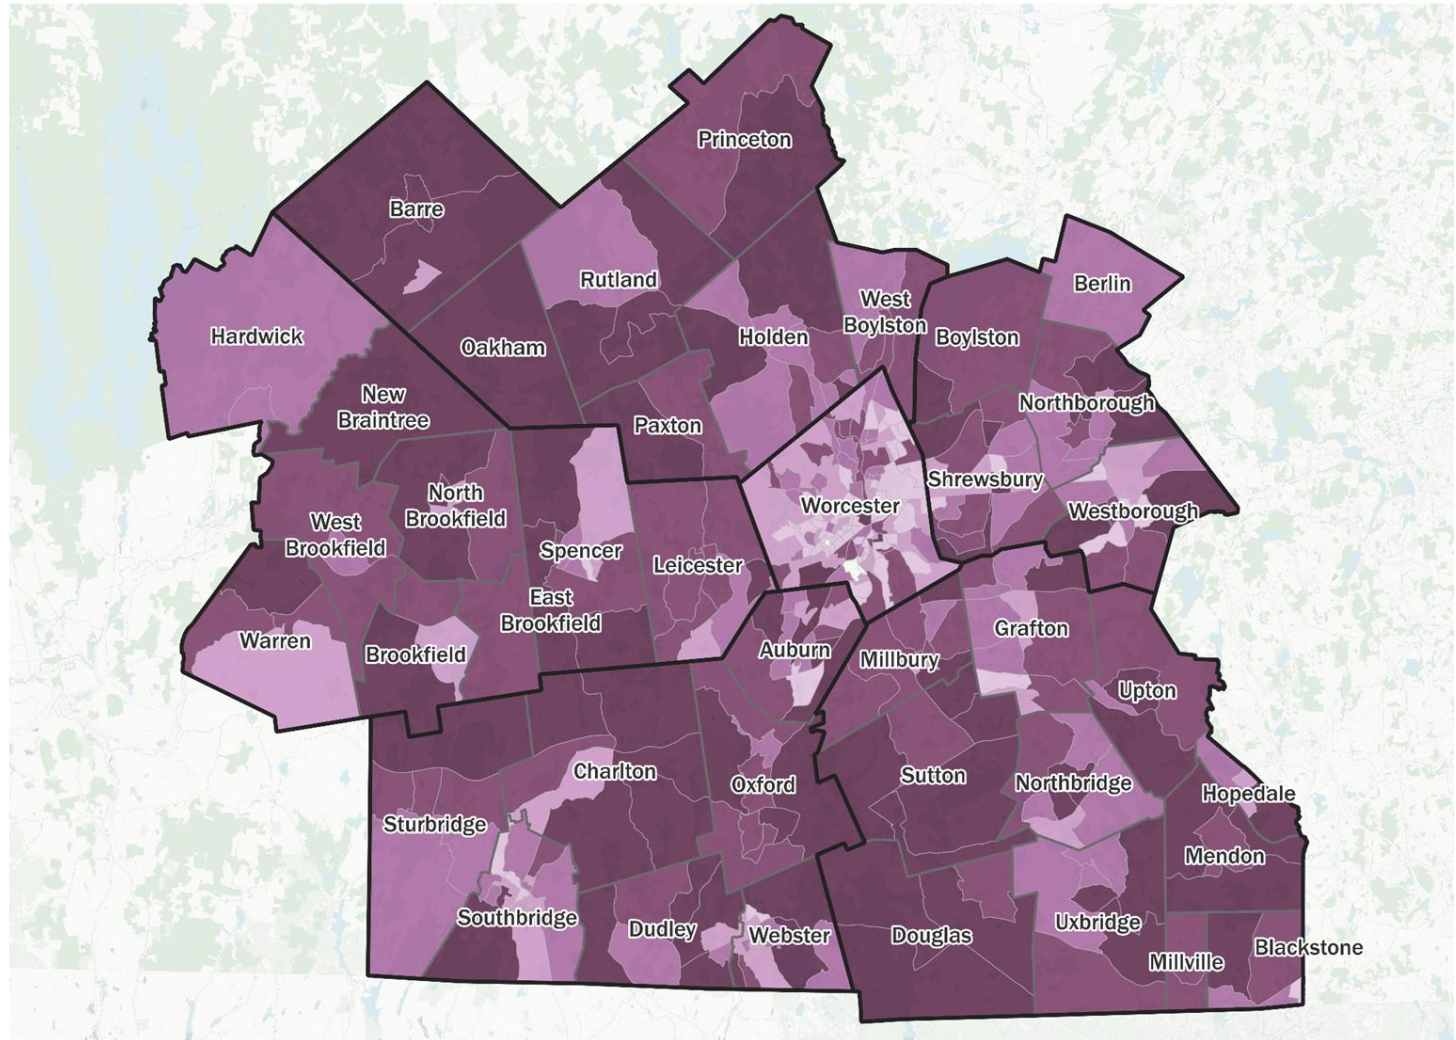 Princeton
Barre
Rutland
Berlin
West
Boylston
Hardwick
Oakham
Holden
Boylston
New
Braintree
Paxton
Northborough
North
Brookfield
Shrewsbury
West
Brookfield
Worcester
Westborough
Spencer
Leicester
East
Brookfield
Warren
Brookfield
Auburn
Millbury
Grafton
Upton
Charlton
Oxford
Sutton
Northbridge
Hopedale
Sturbridge
Mendon
Southbridge
Dudley
Webster
Douglas
Uxbridge
Blackstone
Millville